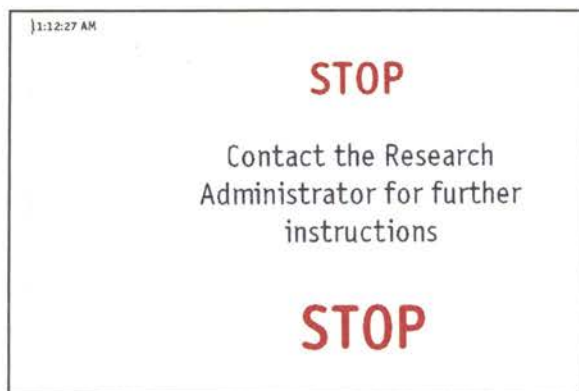 1:12:27 AM
STOP
Contact the Research
Administrator for further
instructions
STOP